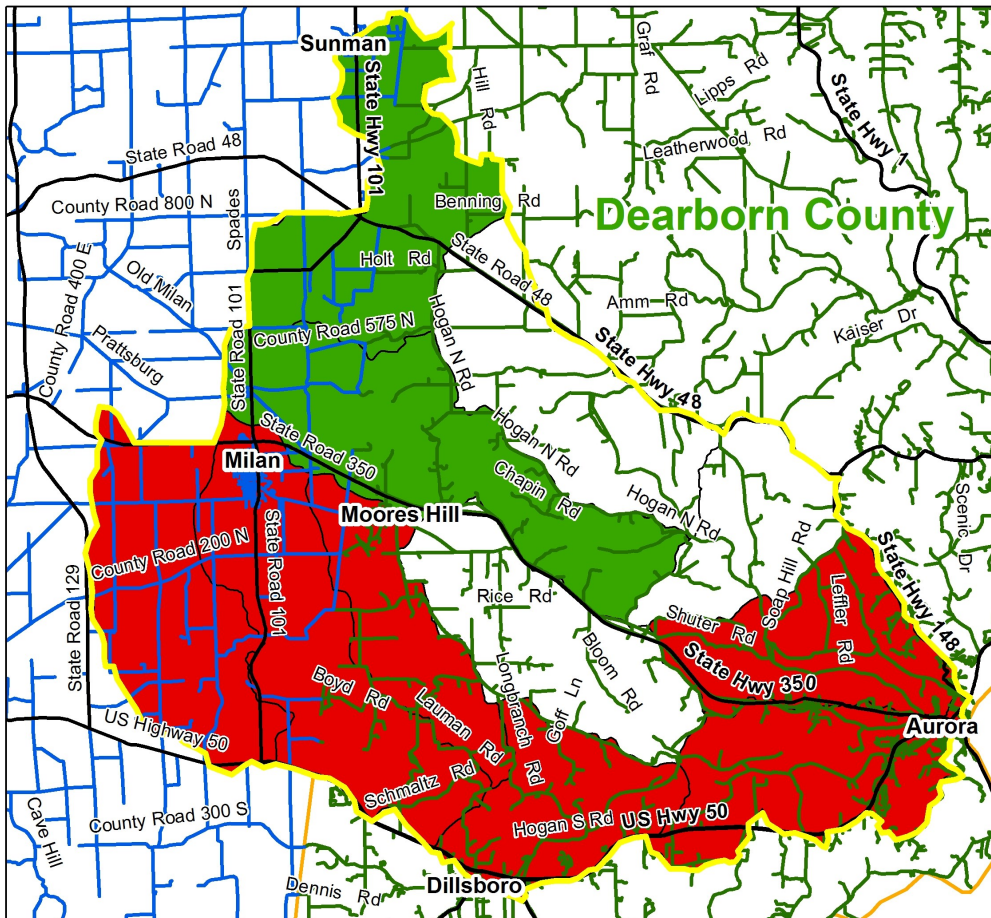 Sunman
State Hwy 101
Hill Rd
Graf Rd
Lipps Rd
State Hwy 1
State Road 48
Leatherwood Rd
County Road 800 N
Spades
Benning Rd
Dearborn County
County Road 400 E
Old Milan
Holt Rd
State Road 48
Amm Rd
State Road 101
County Road 575 N
Hogan N Rd
Kaiser Dr
Prattsburg
State Hwy 48
State Road 350
Hogan N Rd
Milan
Chapin Rd
Hogan N Rd
Scenic Dr
Moores Hill
State Road 101
County Road 200 N
Soap Hill Rd
State Hwy 148
State Road 129
Rice Rd
Shuter Rd
Leffler Rd
Bloom Rd
State Hwy 350
Boyd Rd
Lauman Rd
Longbranch Rd
Goff Ln
Aurora
US Highway 50
Schmaltz Rd
Cave Hill
County Road 300 S
Hogan S Rd
US Hwy 50
Dennis Rd
Dillsboro